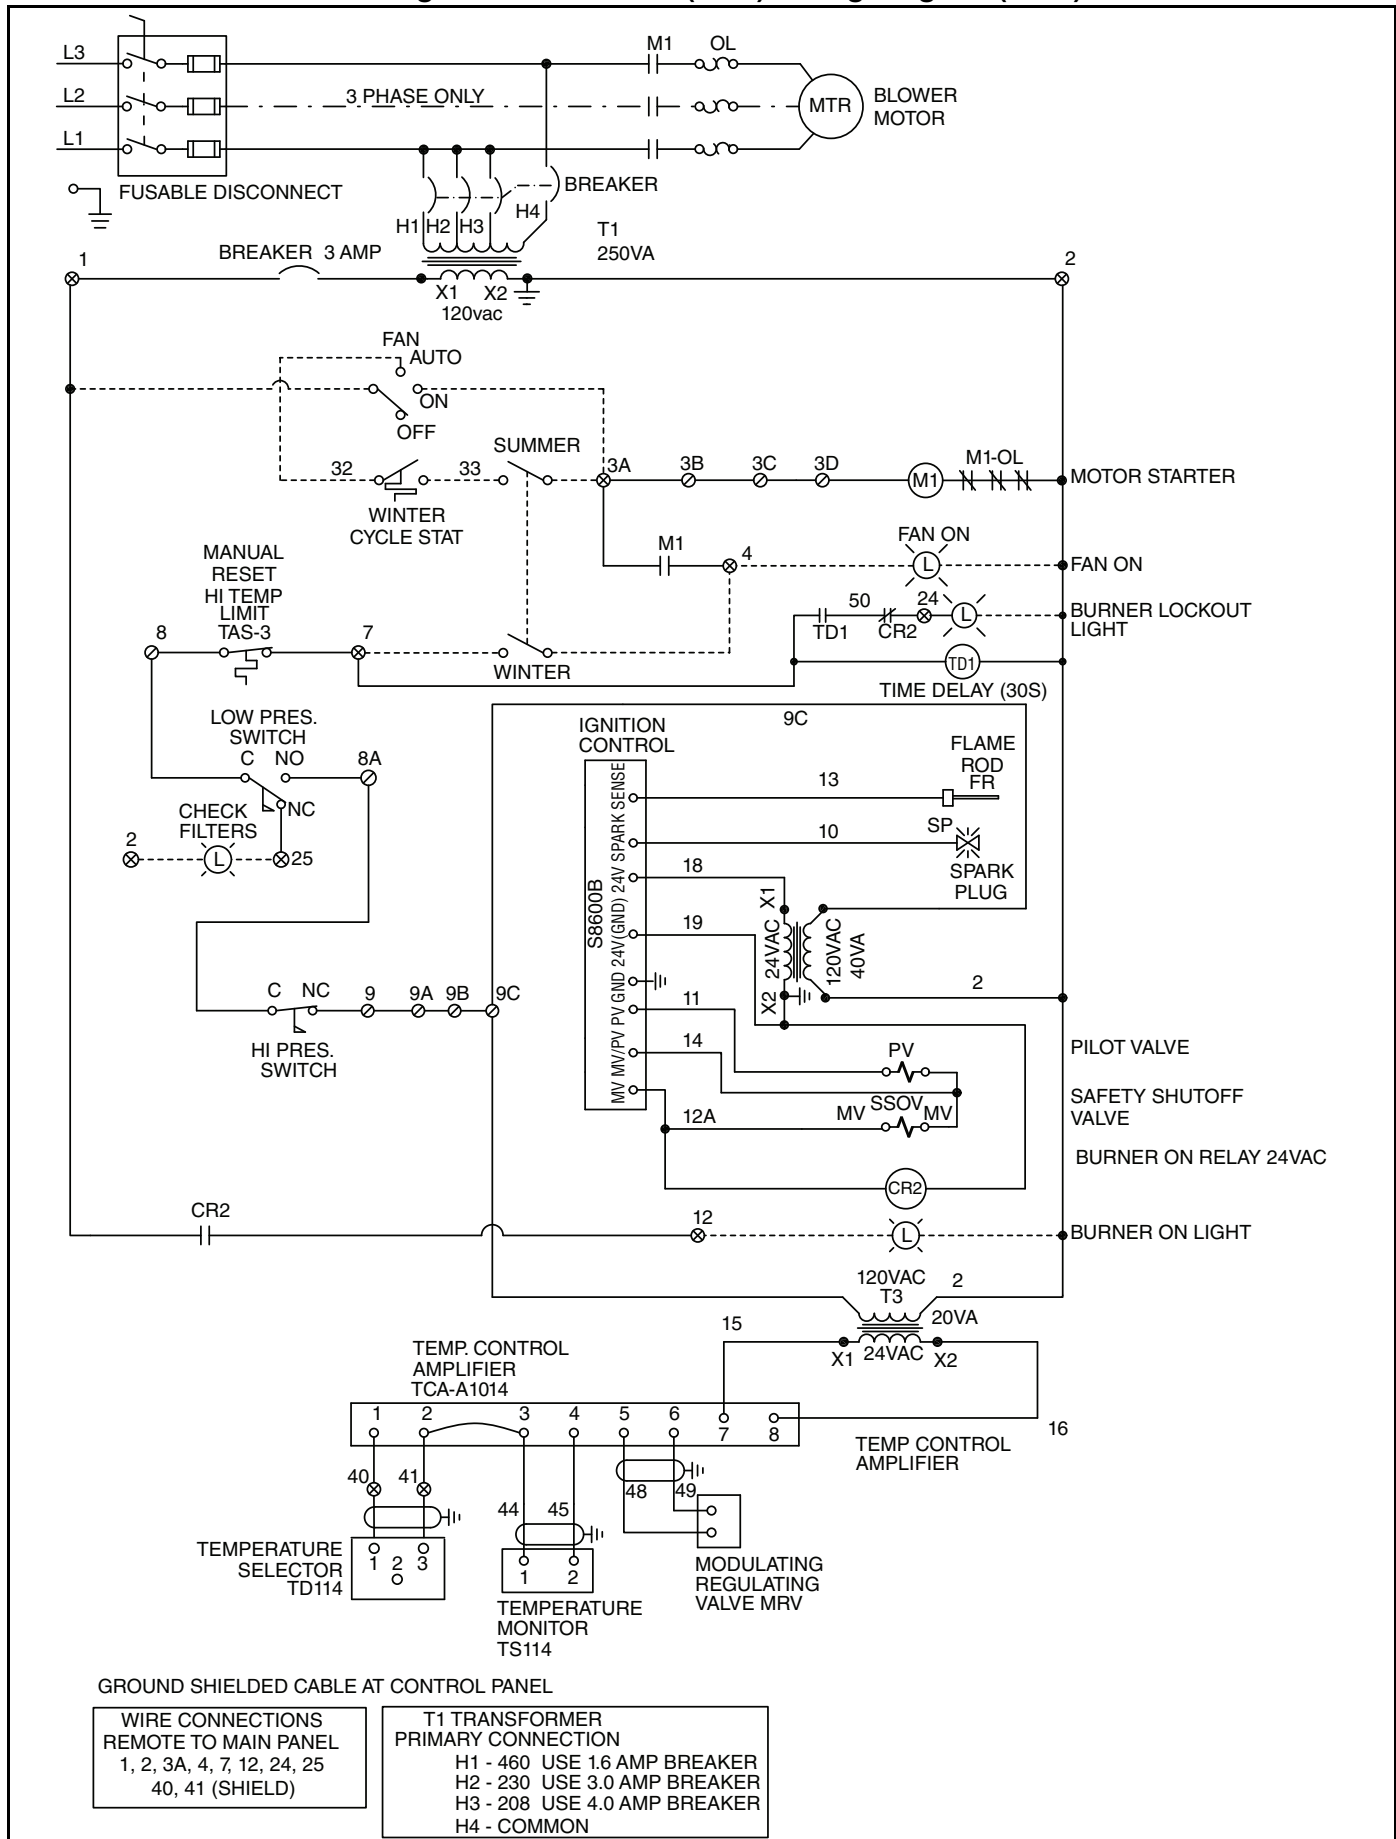 L3
L2
L1
M1
OL
3 PHASE ONLY
MTR
BLOWER
MOTOR
FUSABLE DISCONNECT
BREAKER
H1
H2
H3
H4
T1
250VA
1
BREAKER 3 AMP
2
X1
X2
120vac
FAN
AUTO
ON
OFF
SUMMER
32
33
3A
3B
3C
3D
M1
M1-OL
MOTOR STARTER
WINTER
CYCLE STAT
M1
4
FAN ON
L
FAN ON
MANUAL
RESET
HI TEMP
LIMIT
TAS-3
8
7
WINTER
50
24
TD1
CR2
L
BURNER LOCKOUT
LIGHT
TD1
TIME DELAY (30S)
LOW PRES.
SWITCH
C
NO
8A
NC
CHECK
FILTERS
2
L
25
9C
IGNITION
CONTROL
S8600B
MV MV/PV PV GND 24V(GND) 24V SPARK SENSE
13
FLAME
ROD
FR
10
SP
SPARK
PLUG
18
X1
19
24VAC
120VAC
40VA
X2
2
C
NC
9
9A
9B
9C
HI PRES.
SWITCH
11
14
PV
PILOT VALVE
SSOV
MV
MV
12A
SAFETY SHUTOFF
VALVE
BURNER ON RELAY 24VAC
CR2
CR2
12
L
BURNER ON LIGHT
120VAC
T3
2
20VA
15
X1
24VAC
X2
TEMP. CONTROL
AMPLIFIER
TCA-A1014
1
2
3
4
5
6
7
8
16
TEMP CONTROL
AMPLIFIER
40
41
44
45
48
49
TEMPERATURE
SELECTOR
TD114
1
2
3
1
2
TEMPERATURE
MONITOR
TS114
MODULATING
REGULATING
VALVE MRV
GROUND SHIELDED CABLE AT CONTROL PANEL
WIRE CONNECTIONS
REMOTE TO MAIN PANEL
1, 2, 3A, 4, 7, 12, 24, 25
40, 41 (SHIELD)
T1 TRANSFORMER
PRIMARY CONNECTION
H1 - 460 USE 1.6 AMP BREAKER
H2 - 230 USE 3.0 AMP BREAKER
H3 - 208 USE 4.0 AMP BREAKER
H4 - COMMON